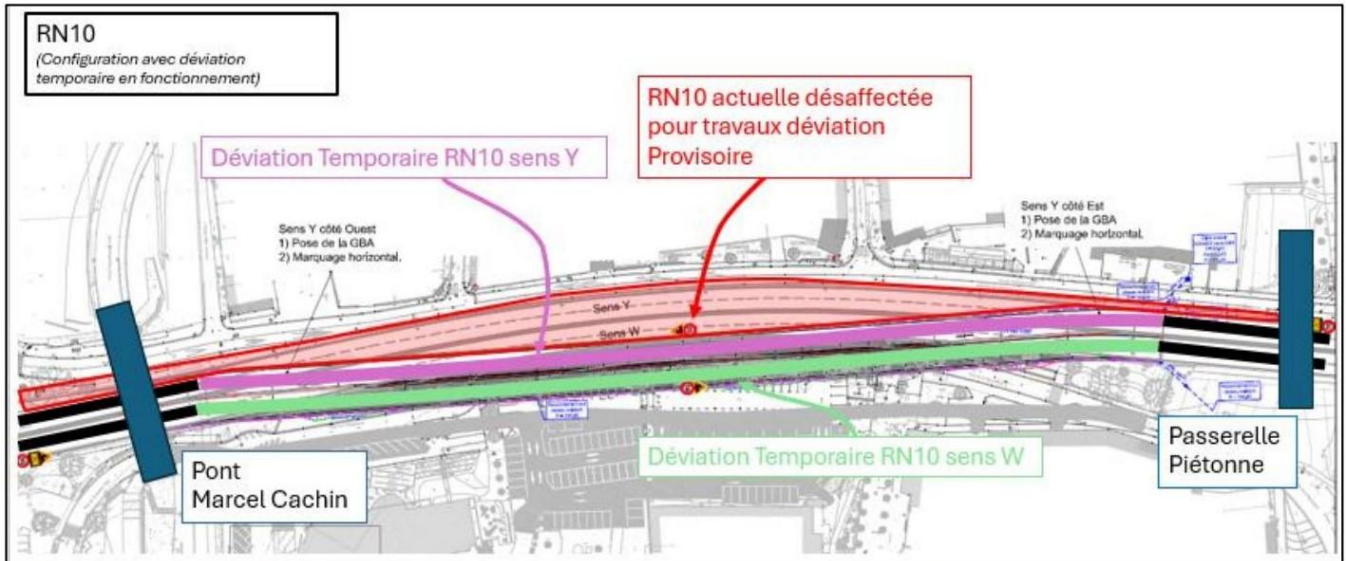 RN10
(Configuration avec déviation
temporaire en fonctionnement)
RN10 actuelle désaffectée
pour travaux déviation
Provisoire
Déviation Temporaire RN10 sens Y
Sens Y côté Ouest
1) Pose de la GBA
2) Marquage horizontal.
Sens Y côté Est
1) Pose de la GBA
2) Marquage horizontal.
Sens Y
Sens W
Déviation Temporaire RN10 sens W
Pont
Marcel Cachin
Passerelle
Piétonne